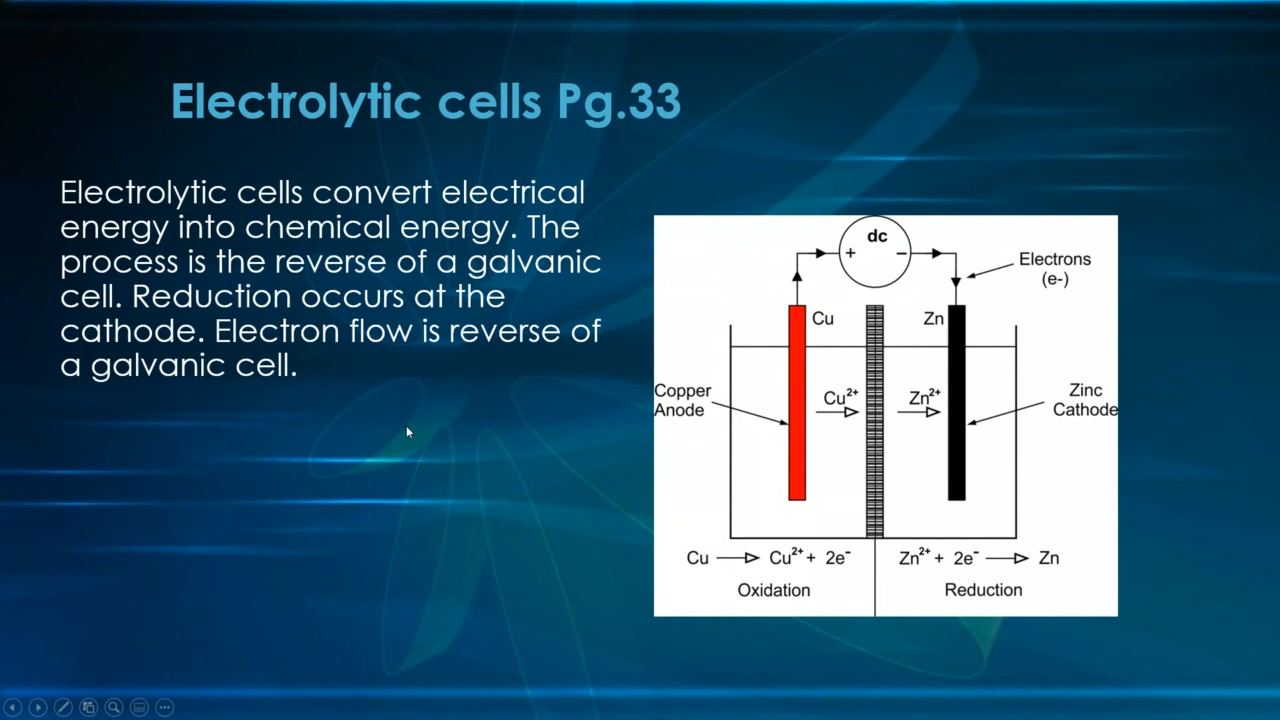 Electrolytic cells Pg.33
Electrolytic cells convert electrical
energy into chemical energy. The
process is the reverse of a galvanic
cell. Reduction occurs at the
cathode. Electron flow is reverse of
a galvanic cell.
dc
+ −
Electrons
(e-)
Cu
Zn
Copper
Anode
Cu²⁺
Zn²⁺
Zinc
Cathode
Cu → Cu²⁺ + 2e⁻
Zn²⁺ + 2e⁻ → Zn
Oxidation
Reduction